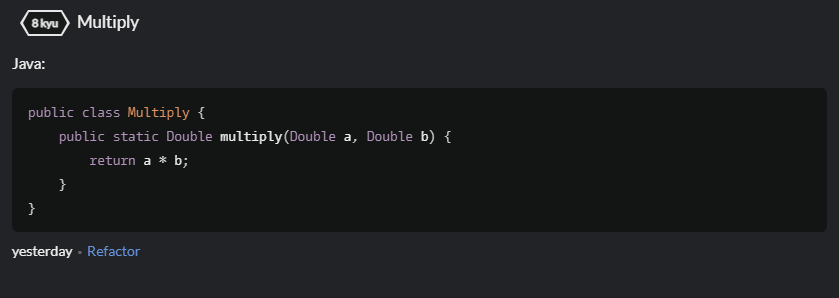 8 kyu Multiply
Java:
public class Multiply {
    public static Double multiply(Double a, Double b) {
        return a * b;
    }
}
yesterday • Refactor